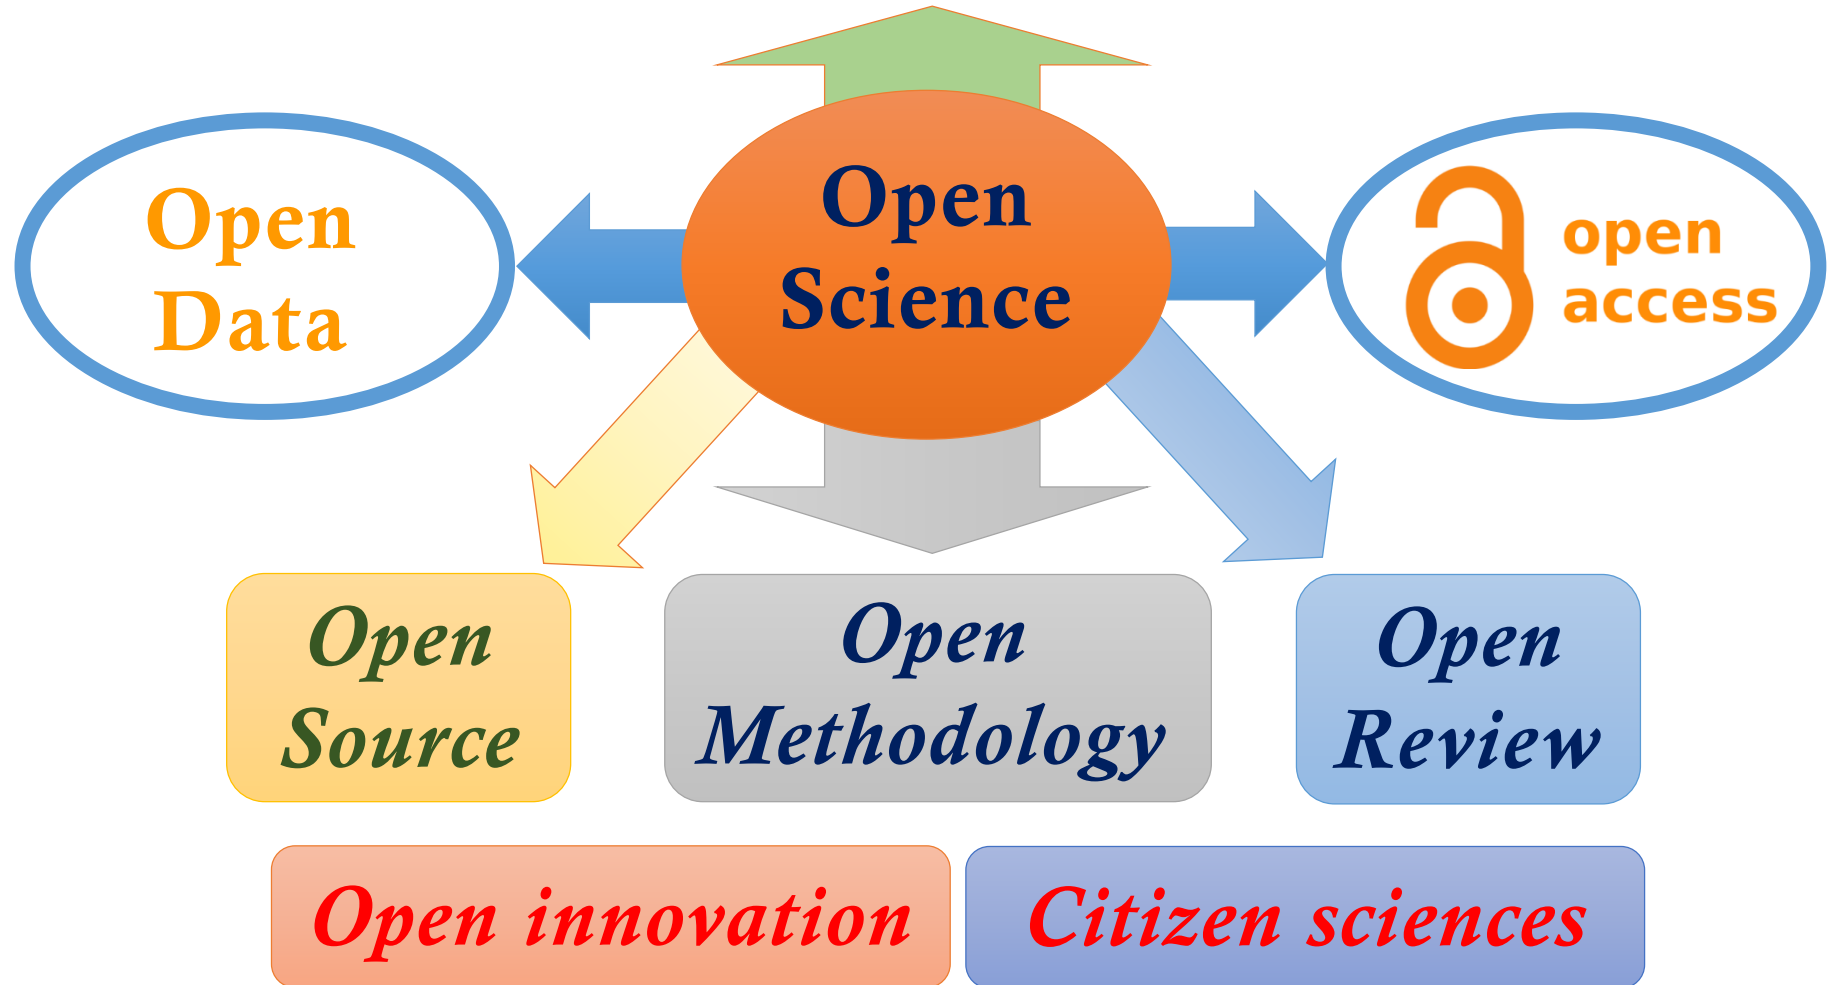 Open
Science
Open
Data
open
access
Open
Source
Open
Methodology
Open
Review
Open innovation
Citizen sciences